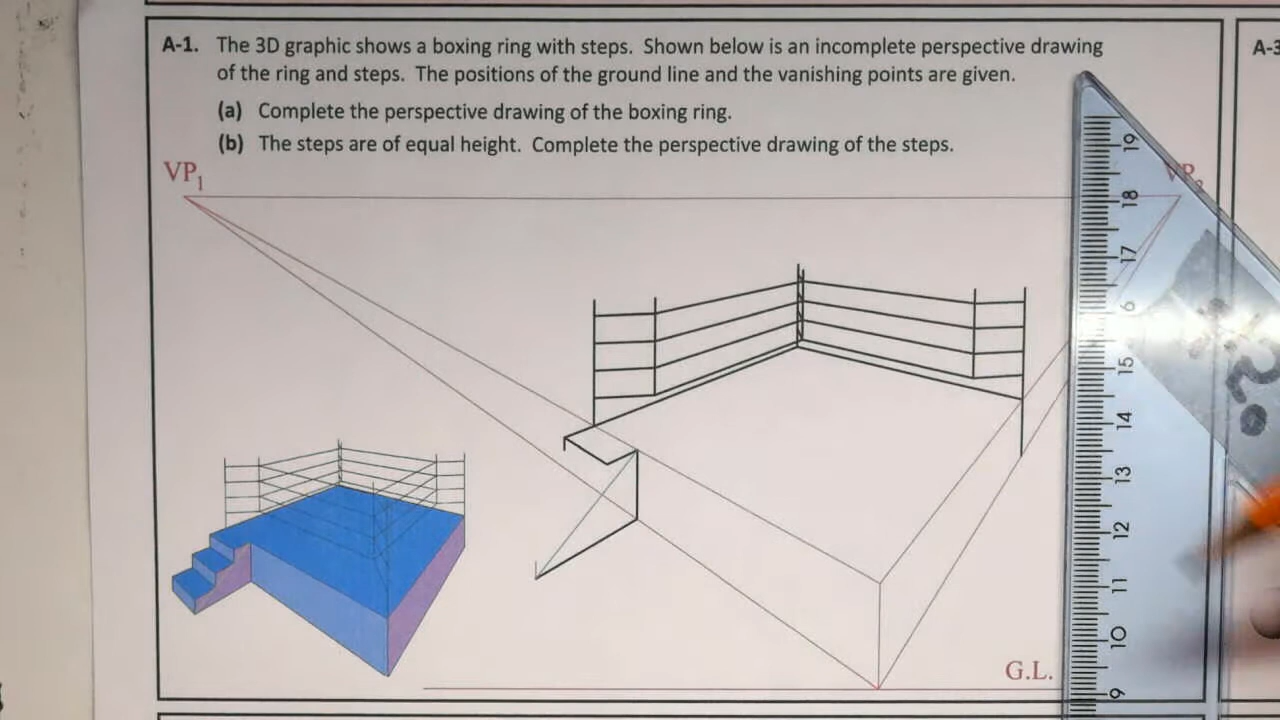 A-1. The 3D graphic shows a boxing ring with steps. Shown below is an incomplete perspective drawing
of the ring and steps. The positions of the ground line and the vanishing points are given.
(a) Complete the perspective drawing of the boxing ring.
(b) The steps are of equal height. Complete the perspective drawing of the steps.
VP1
G.L.
19
18
17
6
15
14
13
12
11
10
9